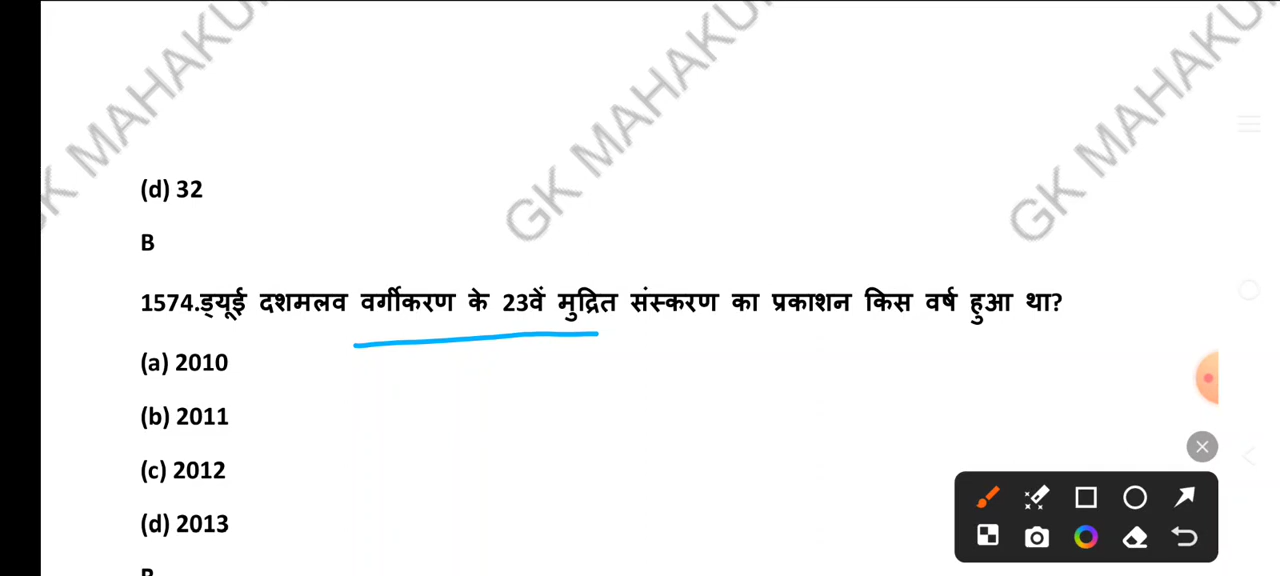 GK MAHAKU
GK MAHAKU
GK MAHAKU
(d) 32
B
1574.ड्यूई दशमलव वर्गीकरण के 23वें मुद्रित संस्करण का प्रकाशन किस वर्ष हुआ था?
(a) 2010
(b) 2011
(c) 2012
(d) 2013
B